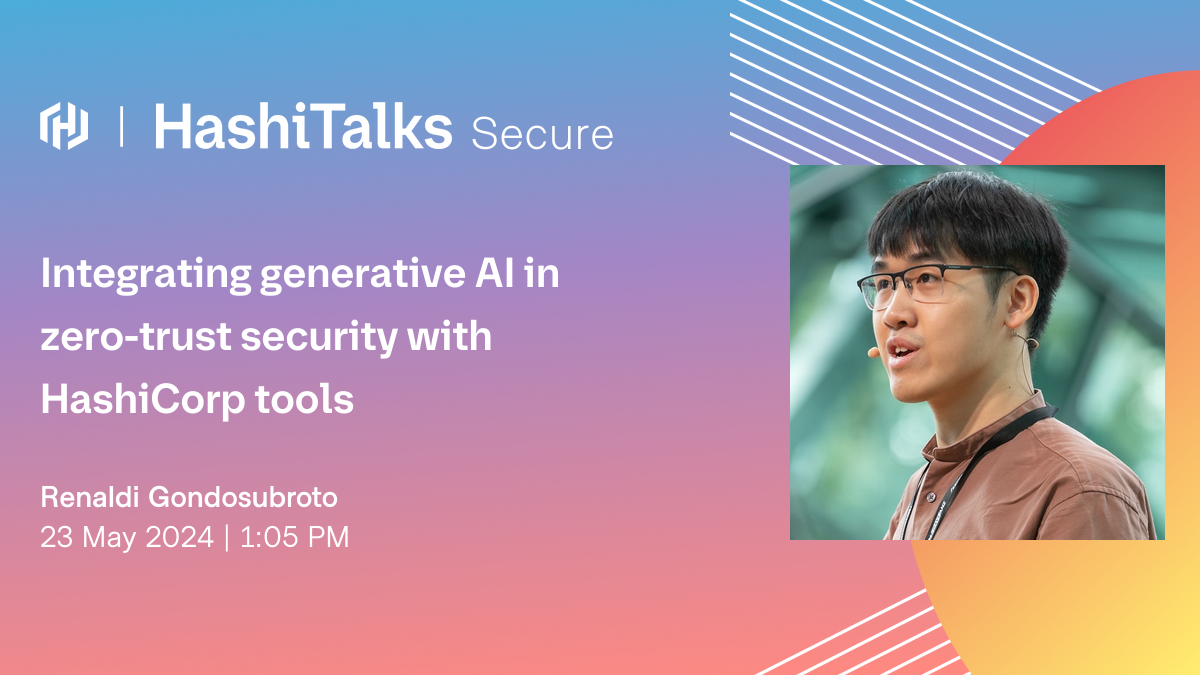 HashiTalks Secure
Integrating generative AI in
zero-trust security with
HashiCorp tools
Renaldi Gondosubroto
23 May 2024 | 1:05 PM